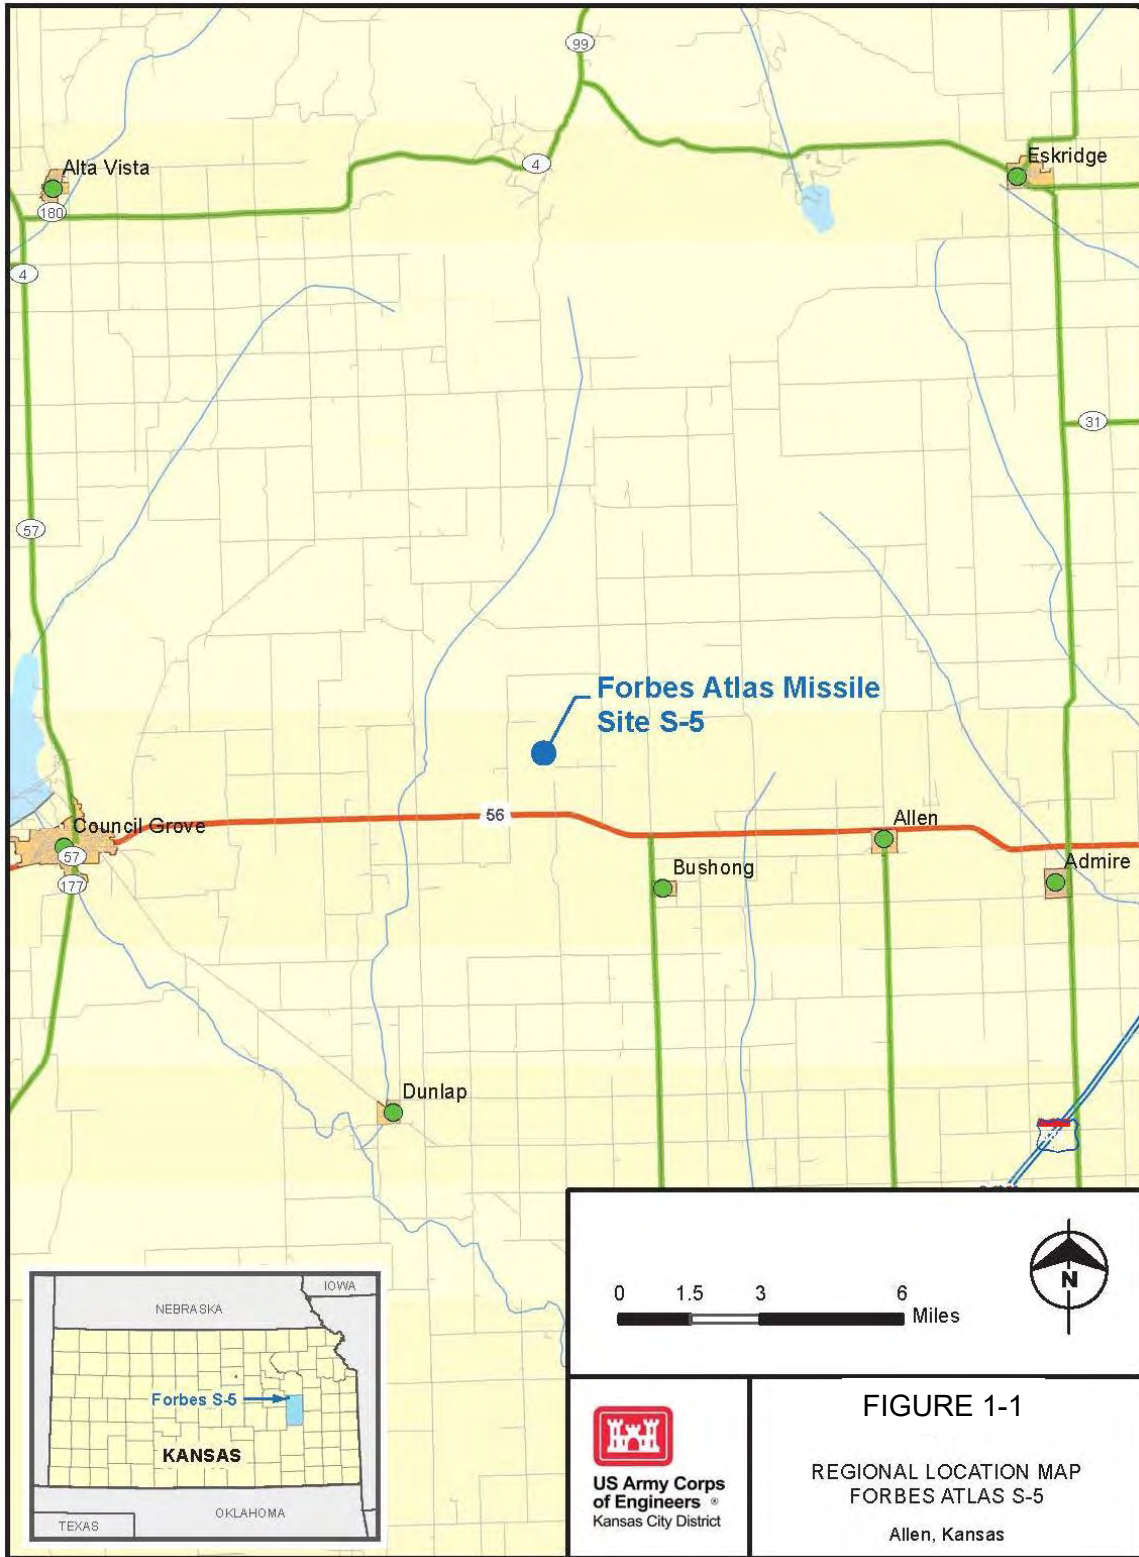 99
Alta Vista
4
Eskridge
180
4
31
57
Forbes Atlas Missile
Site S-5
56
Council Grove
Allen
57
Bushong
Admire
177
Dunlap
0 1.5 3 6
Miles
N
IOWA
NEBRASKA
Forbes S-5
KANSAS
OKLAHOMA
TEXAS
US Army Corps
of Engineers ®
Kansas City District
FIGURE 1-1
REGIONAL LOCATION MAP
FORBES ATLAS S-5
Allen, Kansas